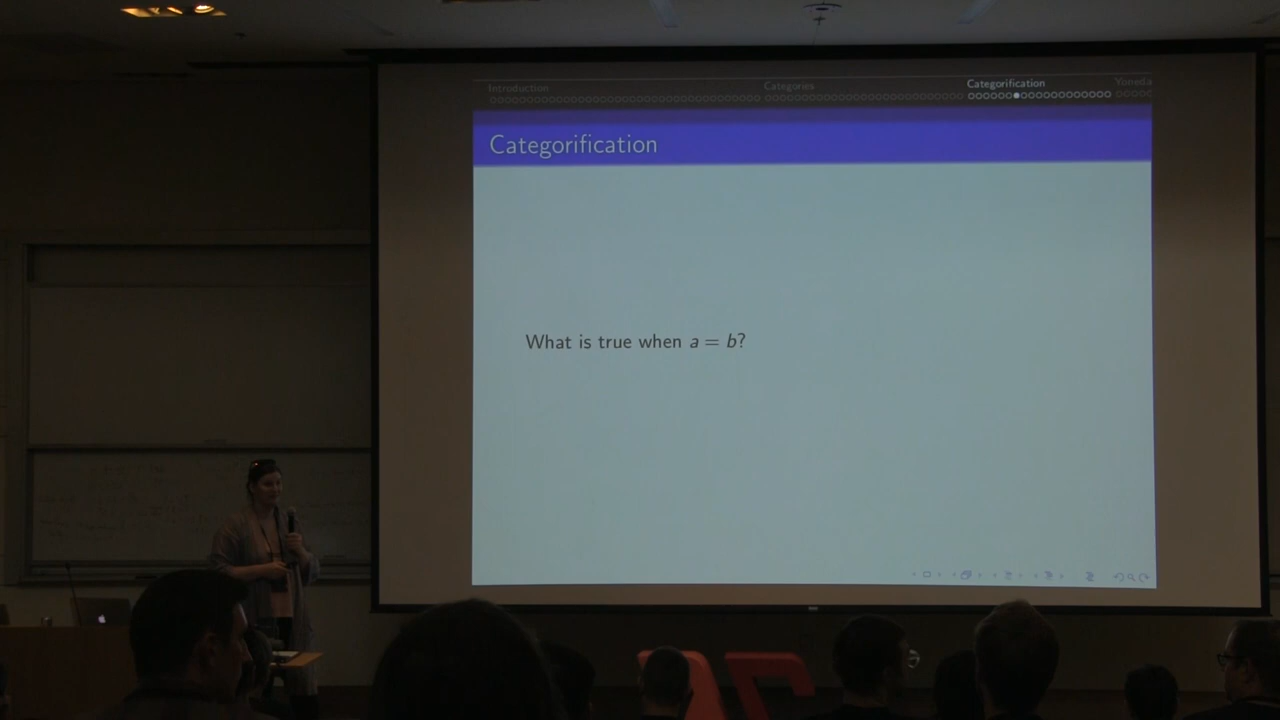 Introduction
Categories
Categorification
Yoneda
Categorification
What is true when a = b?